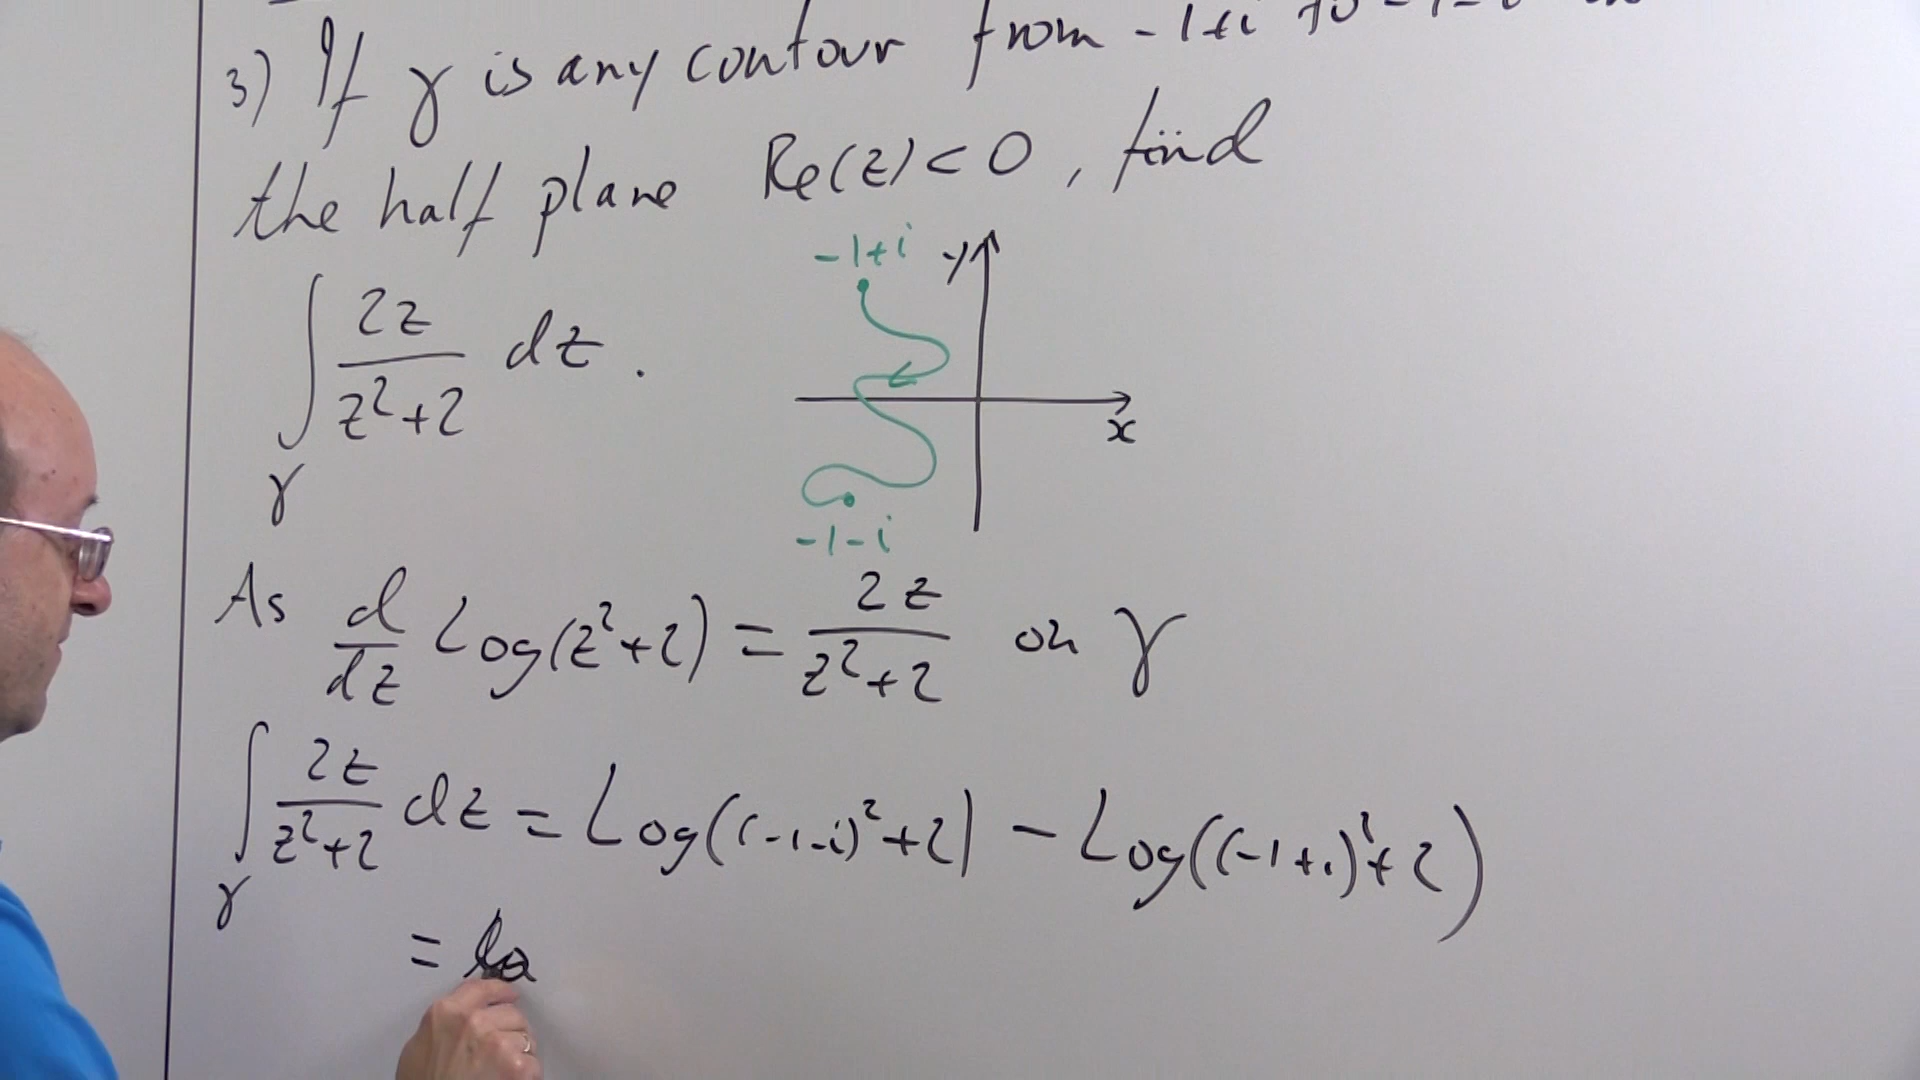 3) If γ is any contour from -1+i to -1-i in
the half plane Re(z) < 0, find
∫_γ 2z/(z²+2) dz.
-1+i
y
x
-1-i
As d/dz Log(z²+2) = 2z/(z²+2) on γ
∫_γ 2z/(z²+2) dz = Log((-1-i)²+2) - Log((-1+i)²+2)
=